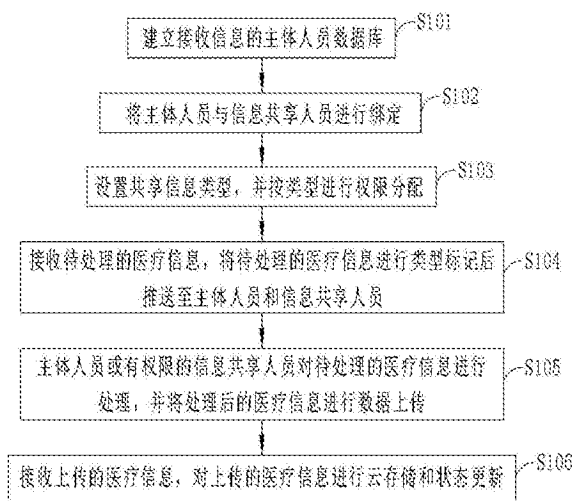 建立接收信息的主体人员数据库
S101
将主体人员与信息共享人员进行绑定
S102
设置共享信息类型，并按类型进行权限分配
S103
接收待处理的医疗信息，将待处理的医疗信息进行类型标记后
推送至主体人员和信息共享人员
S104
主体人员或有权限的信息共享人员对待处理的医疗信息进行
处理，并将处理后的医疗信息进行数据上传
S105
接收上传的医疗信息，对上传的医疗信息进行云存储和状态更新
S106